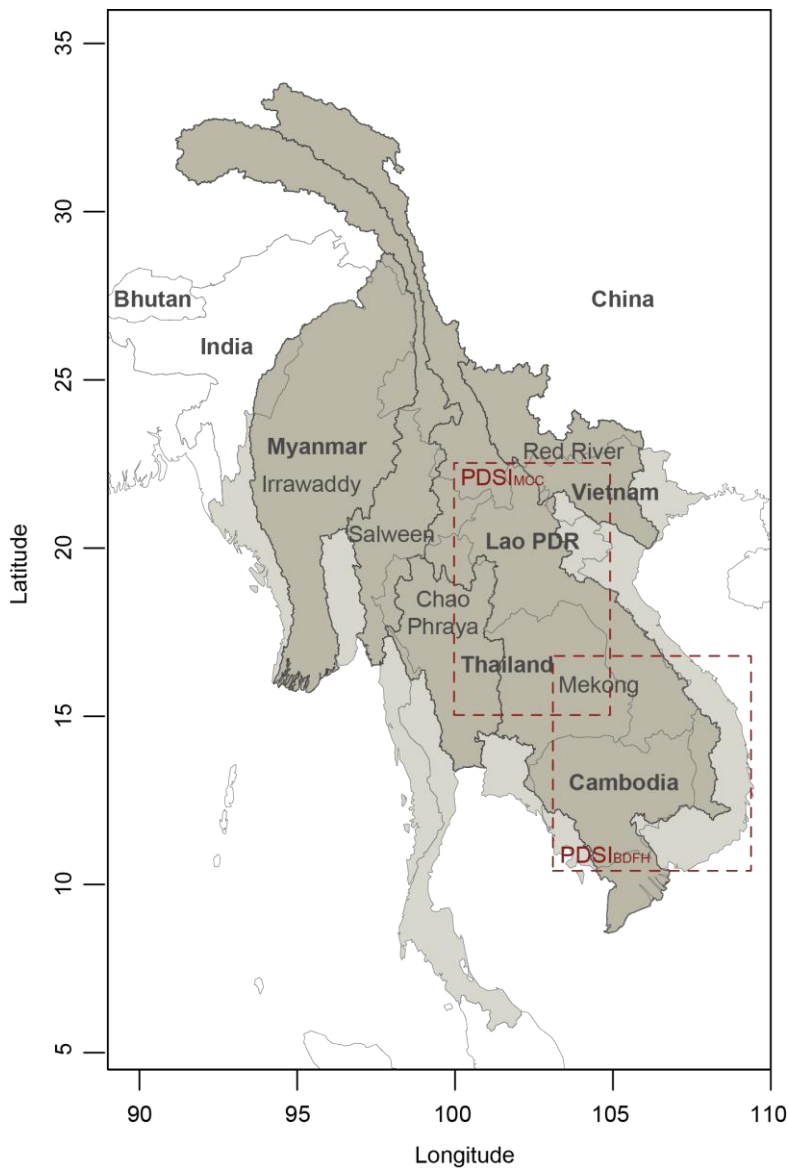 35
30
25
20
15
10
5
Latitude
Bhutan
China
India
Myanmar
Irrawaddy
Red River
PDSIMOC
Vietnam
Salween
Lao PDR
Chao
Phraya
Thailand
Mekong
Cambodia
PDSIBDFH
90 95 100 105 110
Longitude